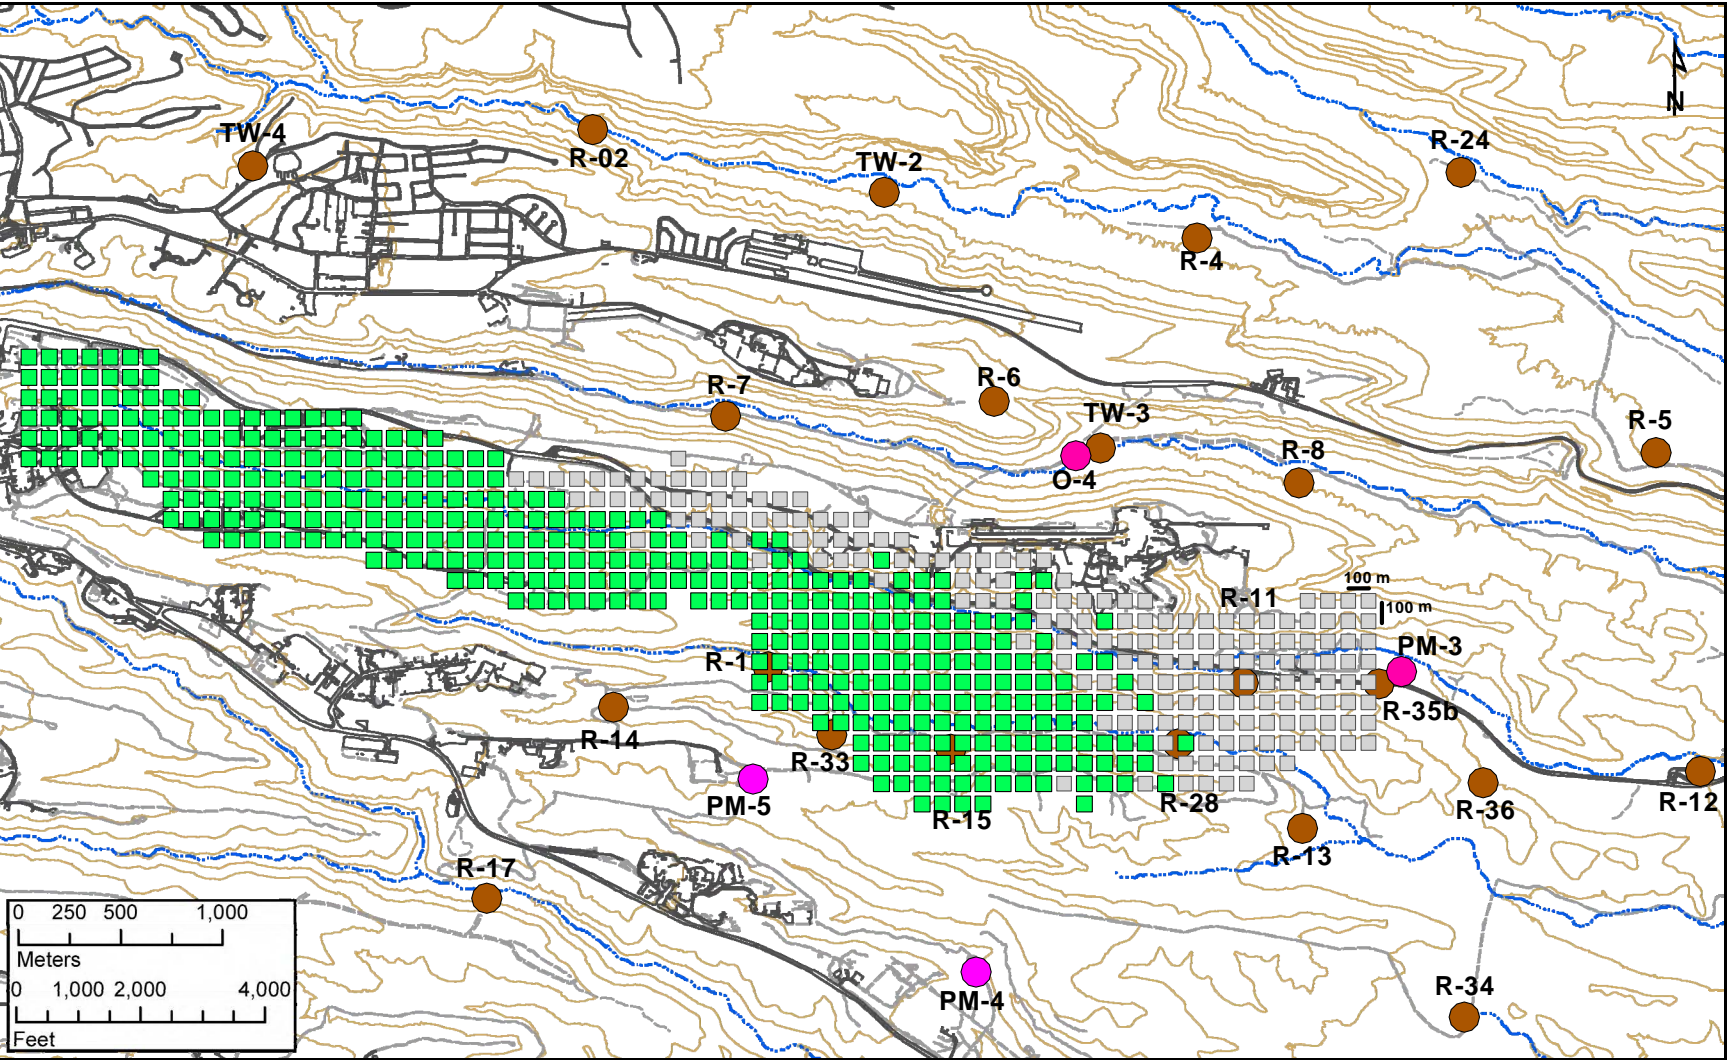 N
TW-4
R-02
TW-2
R-24
R-4
R-7
R-6
TW-3
R-5
O-4
R-8
100 m
100 m
R-11
R-1
PM-3
R-35b
R-14
R-33
PM-5
R-15
R-28
R-36
R-12
R-13
R-17
PM-4
R-34
0 250 500 1,000
Meters
0 1,000 2,000 4,000
Feet